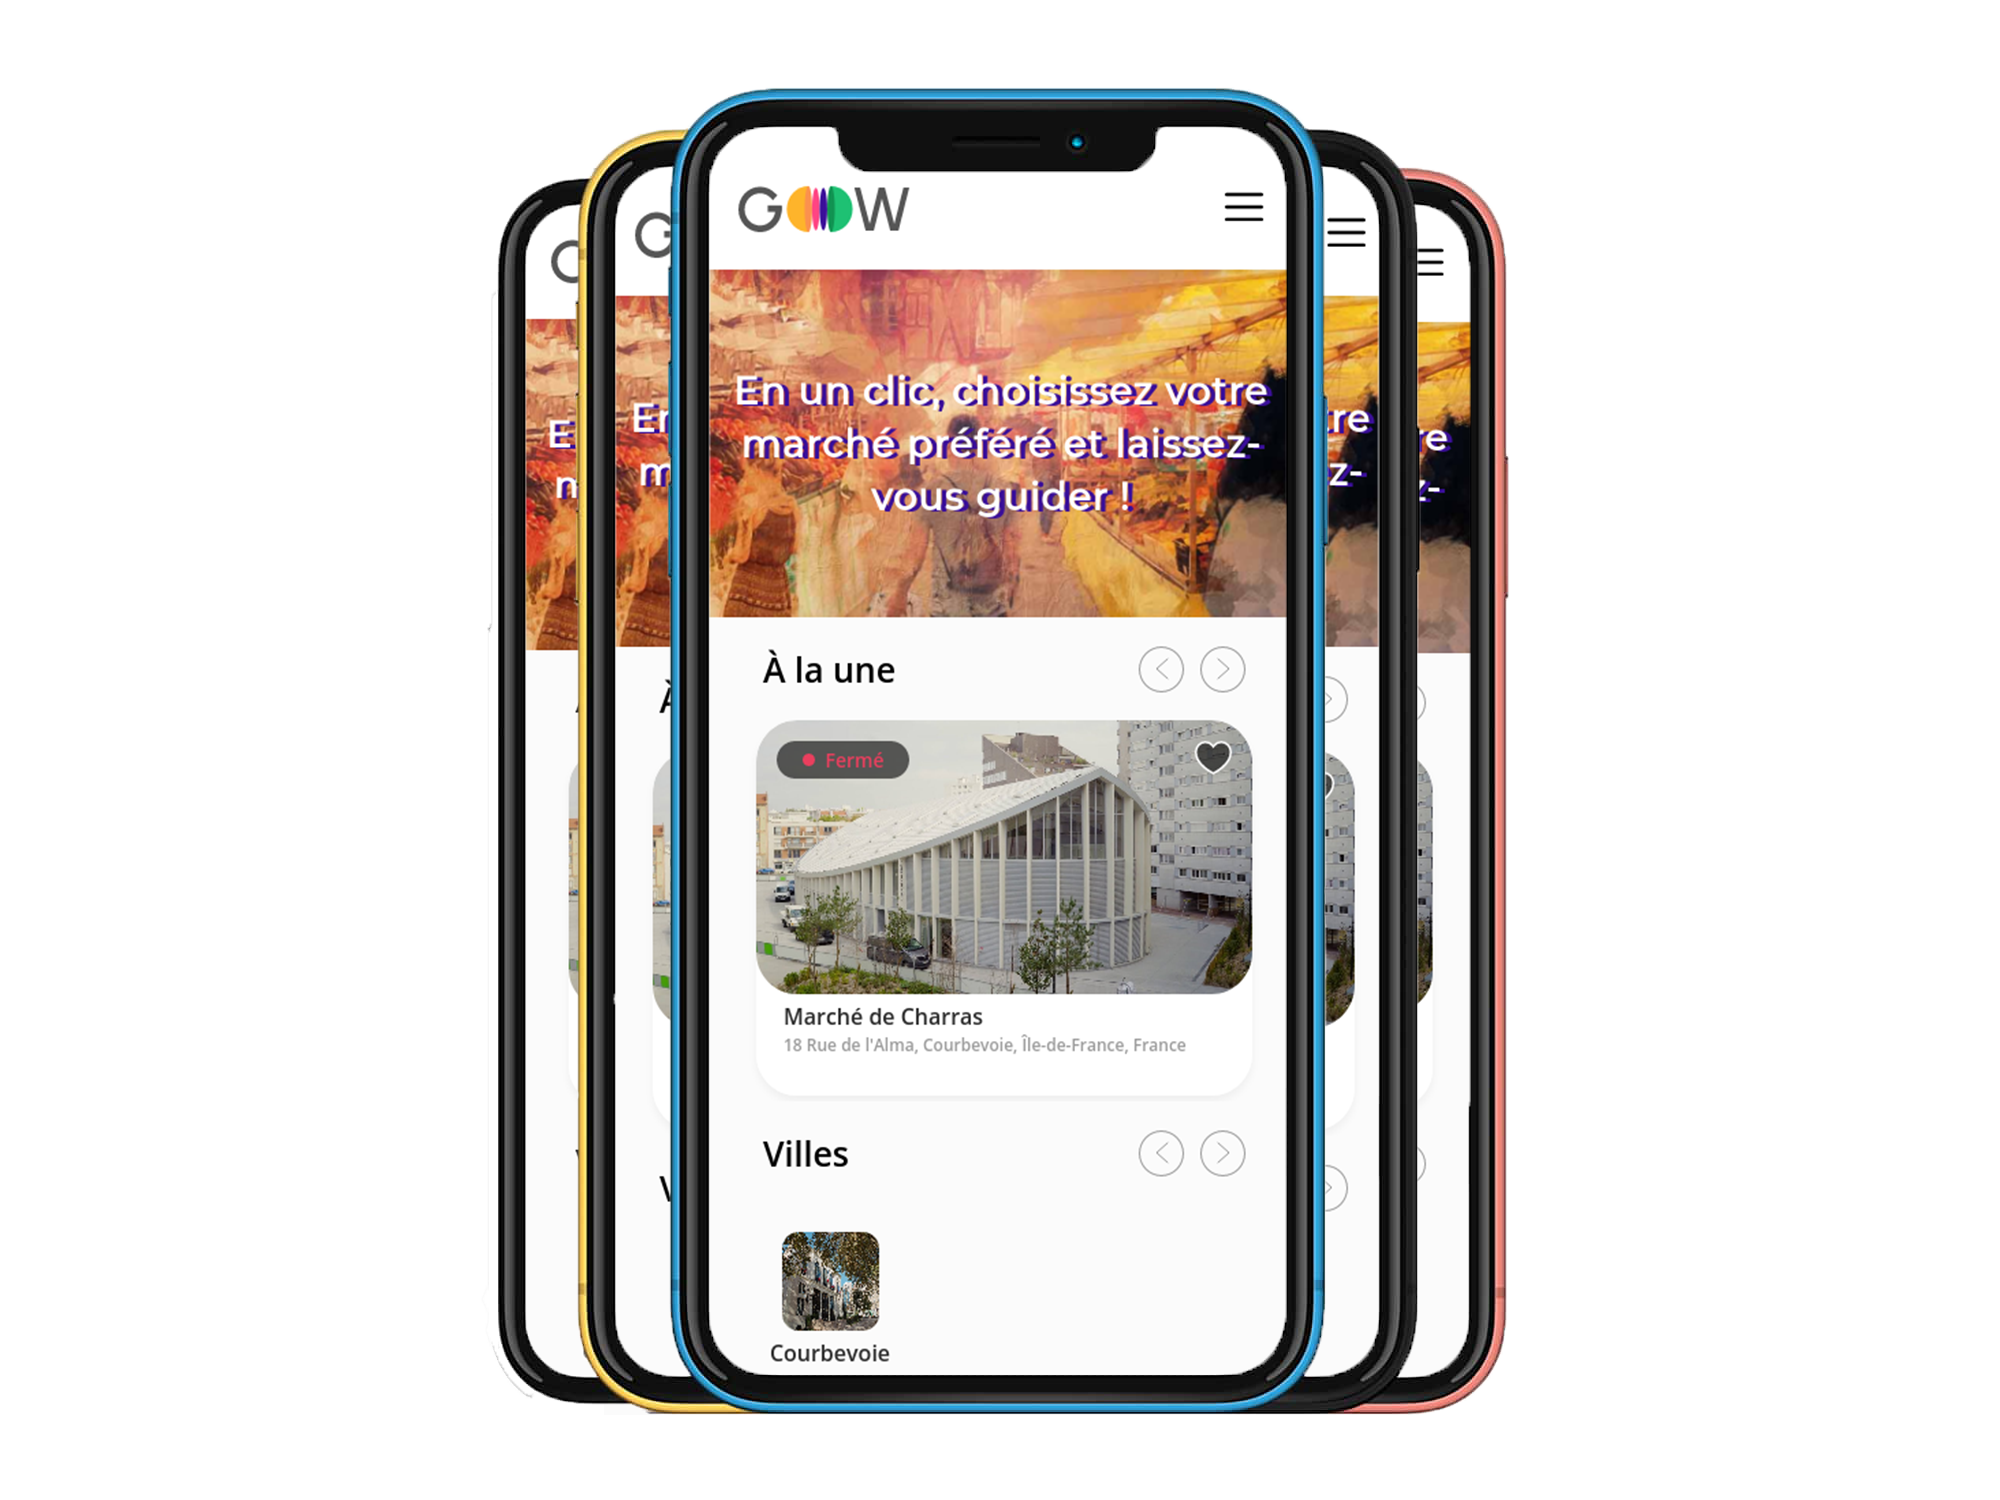 GOOW
En un clic, choisissez votre
marché préféré et laissez-
vous guider !
À la une
Fermé
Marché de Charras
18 Rue de l'Alma, Courbevoie, Île-de-France, France
Villes
Courbevoie